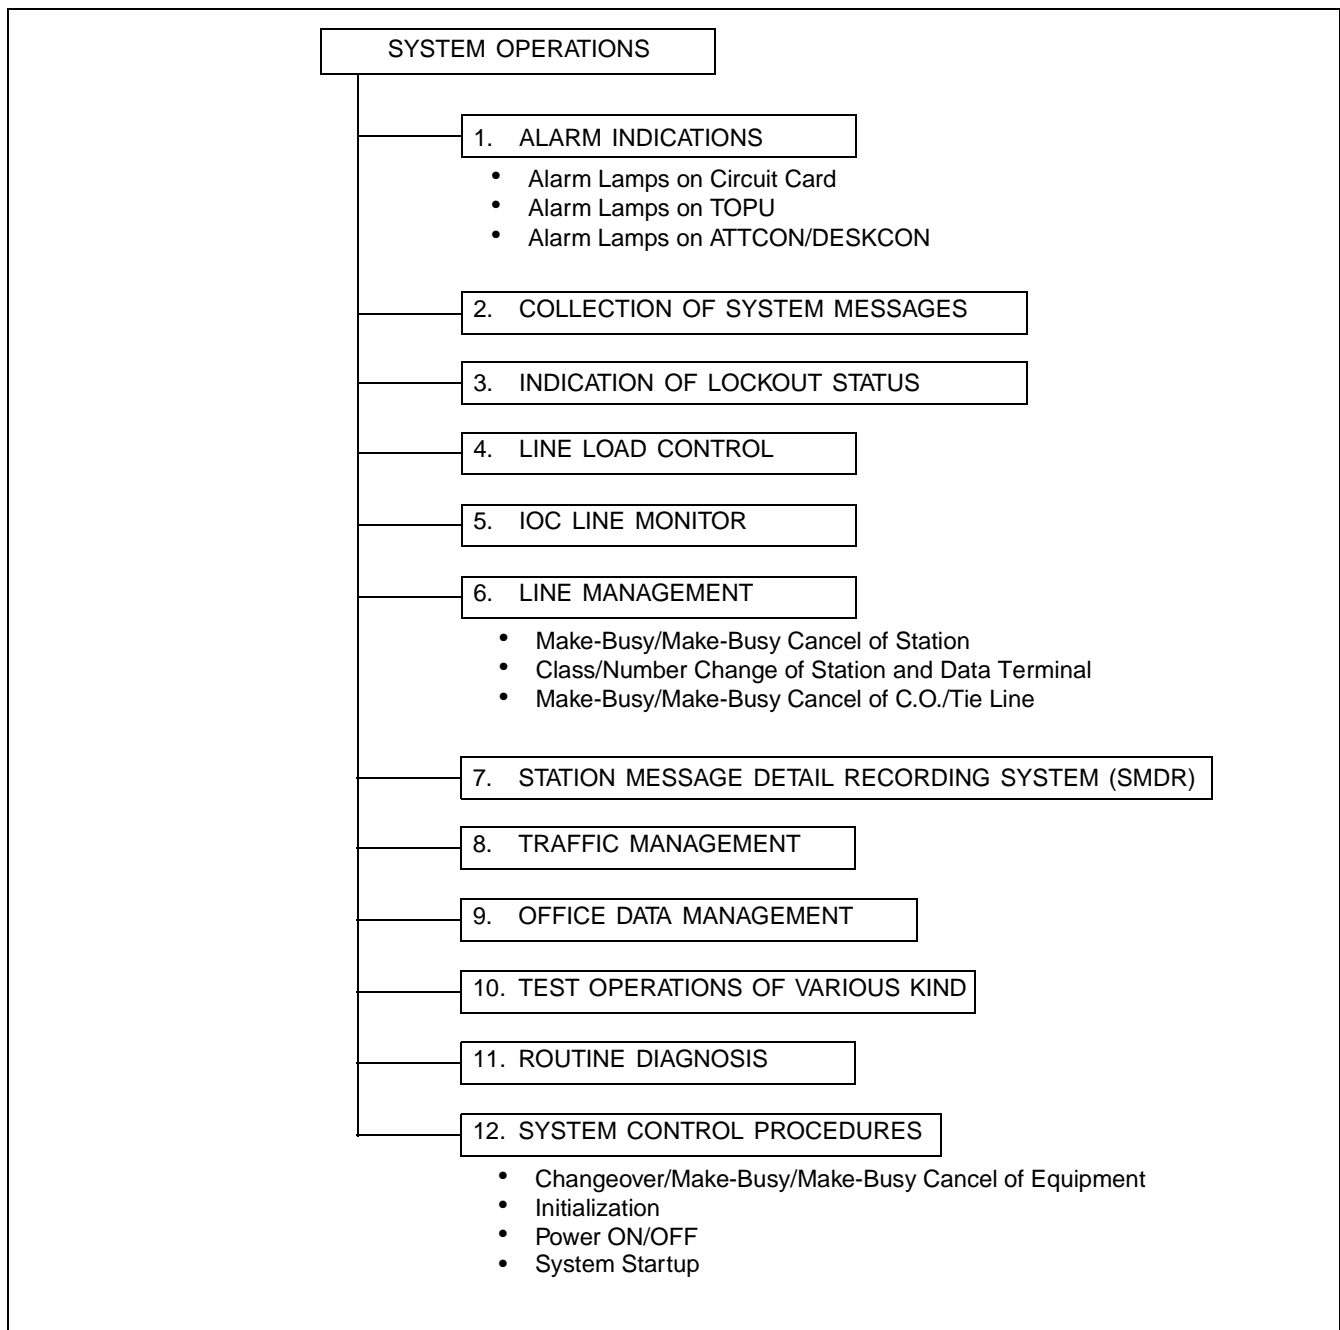 SYSTEM OPERATIONS
1. ALARM INDICATIONS
• Alarm Lamps on Circuit Card
• Alarm Lamps on TOPU
• Alarm Lamps on ATTCON/DESKCON
2. COLLECTION OF SYSTEM MESSAGES
3. INDICATION OF LOCKOUT STATUS
4. LINE LOAD CONTROL
5. IOC LINE MONITOR
6. LINE MANAGEMENT
• Make-Busy/Make-Busy Cancel of Station
• Class/Number Change of Station and Data Terminal
• Make-Busy/Make-Busy Cancel of C.O./Tie Line
7. STATION MESSAGE DETAIL RECORDING SYSTEM (SMDR)
8. TRAFFIC MANAGEMENT
9. OFFICE DATA MANAGEMENT
10. TEST OPERATIONS OF VARIOUS KIND
11. ROUTINE DIAGNOSIS
12. SYSTEM CONTROL PROCEDURES
• Changeover/Make-Busy/Make-Busy Cancel of Equipment
• Initialization
• Power ON/OFF
• System Startup